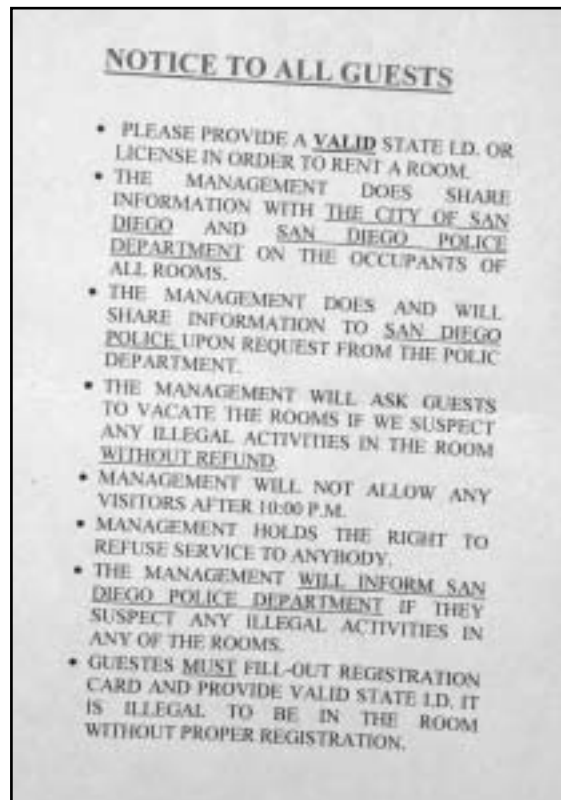 NOTICE TO ALL GUESTS
• PLEASE PROVIDE A VALID STATE I.D. OR
LICENSE IN ORDER TO RENT A ROOM.
• THE MANAGEMENT DOES SHARE
INFORMATION WITH THE CITY OF SAN
DIEGO AND SAN DIEGO POLICE
DEPARTMENT ON THE OCCUPANTS OF
ALL ROOMS.
• THE MANAGEMENT DOES AND WILL
SHARE INFORMATION TO SAN DIEGO
POLICE UPON REQUEST FROM THE POLIC
DEPARTMENT.
• THE MANAGEMENT WILL ASK GUESTS
TO VACATE THE ROOMS IF WE SUSPECT
ANY ILLEGAL ACTIVITIES IN THE ROOM
WITHOUT REFUND.
• MANAGEMENT WILL NOT ALLOW ANY
VISITORS AFTER 10:00 P.M.
• MANAGEMENT HOLDS THE RIGHT TO
REFUSE SERVICE TO ANYBODY.
• THE MANAGEMENT WILL INFORM SAN
DIEGO POLICE DEPARTMENT IF THEY
SUSPECT ANY ILLEGAL ACTIVITIES IN
ANY OF THE ROOMS.
• GUESTES MUST FILL-OUT REGISTRATION
CARD AND PROVIDE VALID STATE I.D. IT
IS ILLEGAL TO BE IN THE ROOM
WITHOUT PROPER REGISTRATION.